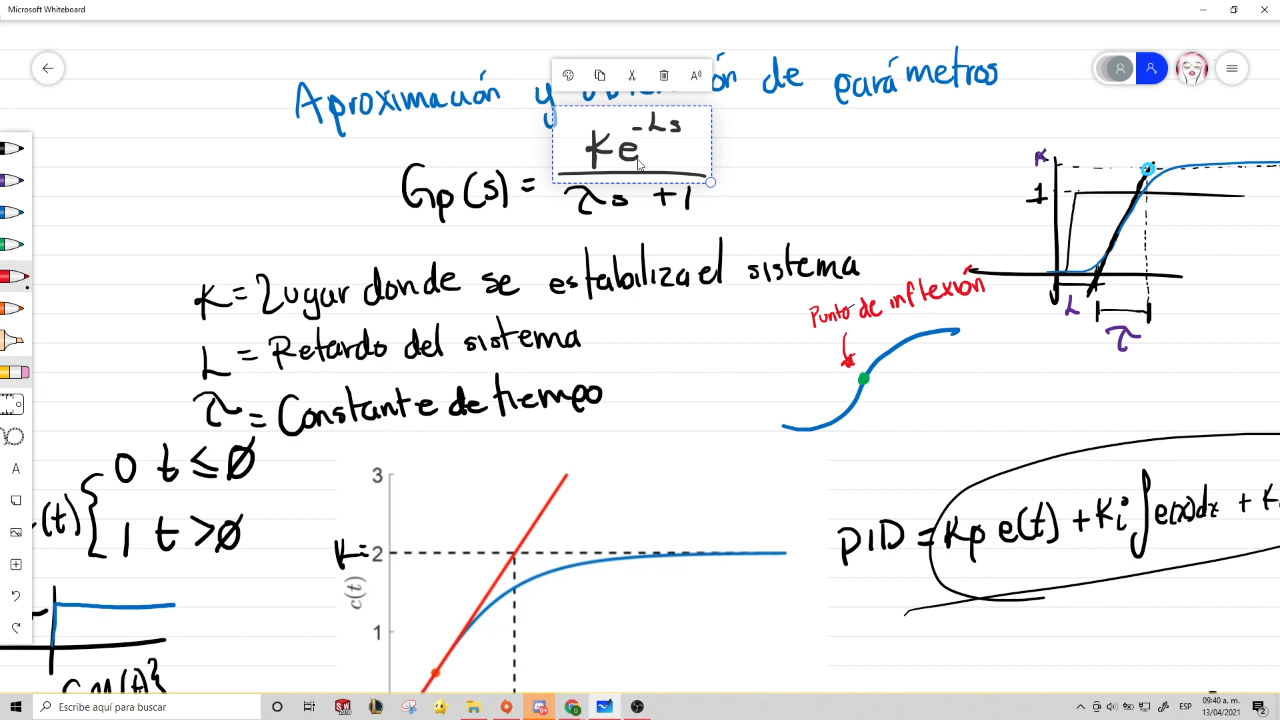 Microsoft Whiteboard
Aproximación y de parámetros
Gp(s) = Ke^-Ls / τs + 1
K = Lugar donde se estabiliza el sistema
L = Retardo del sistema
τ = Constante de tiempo
K
1
L
τ
Punto de inflexión
(t) { 0 t ≤ Ø
1 t > Ø
3
K=
2
c(t)
1
PID = Kp e(t) + Ki ∫e(x)dx + K
Escribe aquí para buscar
ESP
09:40 a. m.
13/04/2021
2